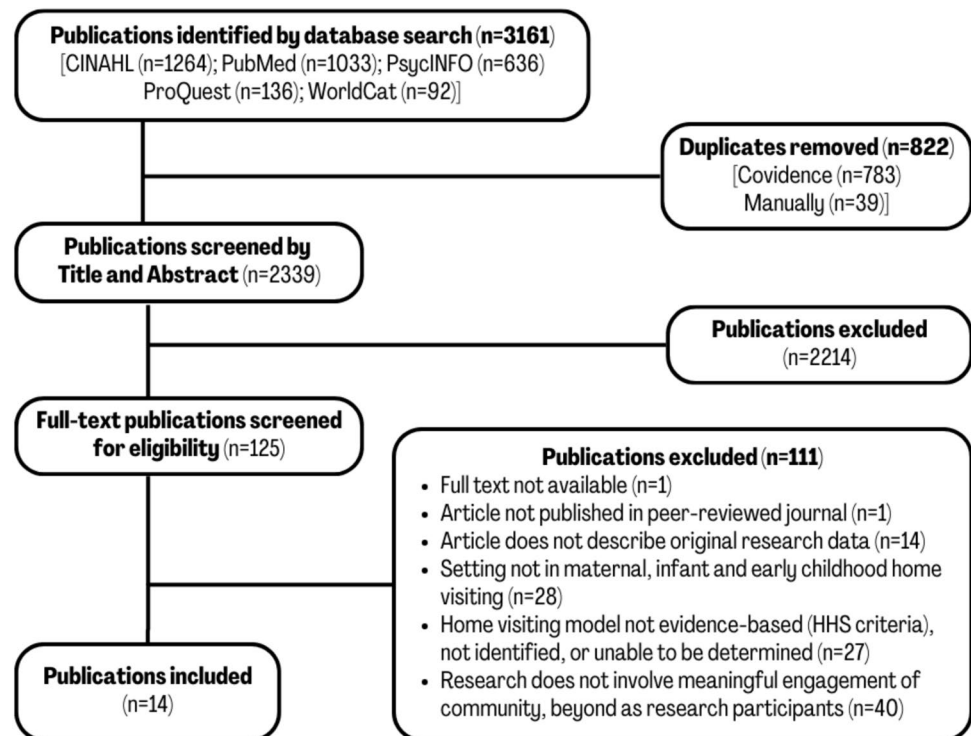 Publications identified by database search (n=3161)
[CINAHL (n=1264); PubMed (n=1033); PsycINFO (n=636)
ProQuest (n=136); WorldCat (n=92)]
Duplicates removed (n=822)
[Covidence (n=783)
Manually (n=39)]
Publications screened by
Title and Abstract (n=2339)
Publications excluded
(n=2214)
Full-text publications screened
for eligibility (n=125)
Publications excluded (n=111)
• Full text not available (n=1)
• Article not published in peer-reviewed journal (n=1)
• Article does not describe original research data (n=14)
• Setting not in maternal, infant and early childhood home
visiting (n=28)
• Home visiting model not evidence-based (HHS criteria),
not identified, or unable to be determined (n=27)
• Research does not involve meaningful engagement of
community, beyond as research participants (n=40)
Publications included
(n=14)